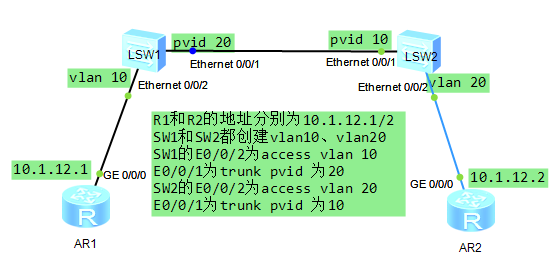 LSW1
pvid 20
pvid 10
LSW2
Ethernet 0/0/1
Ethernet 0/0/1
vlan 10
Ethernet 0/0/2
Ethernet 0/0/2
vlan 20
R1和R2的地址分别为10.1.12.1/2
SW1和SW2都创建vlan10、vlan20
SW1的E0/0/2为access vlan 10
E0/0/1为trunk pvid 为20
SW2的E0/0/2为access vlan 20
E0/0/1为trunk pvid 为10
10.1.12.1
GE 0/0/0
R
AR1
GE 0/0/0
10.1.12.2
R
AR2